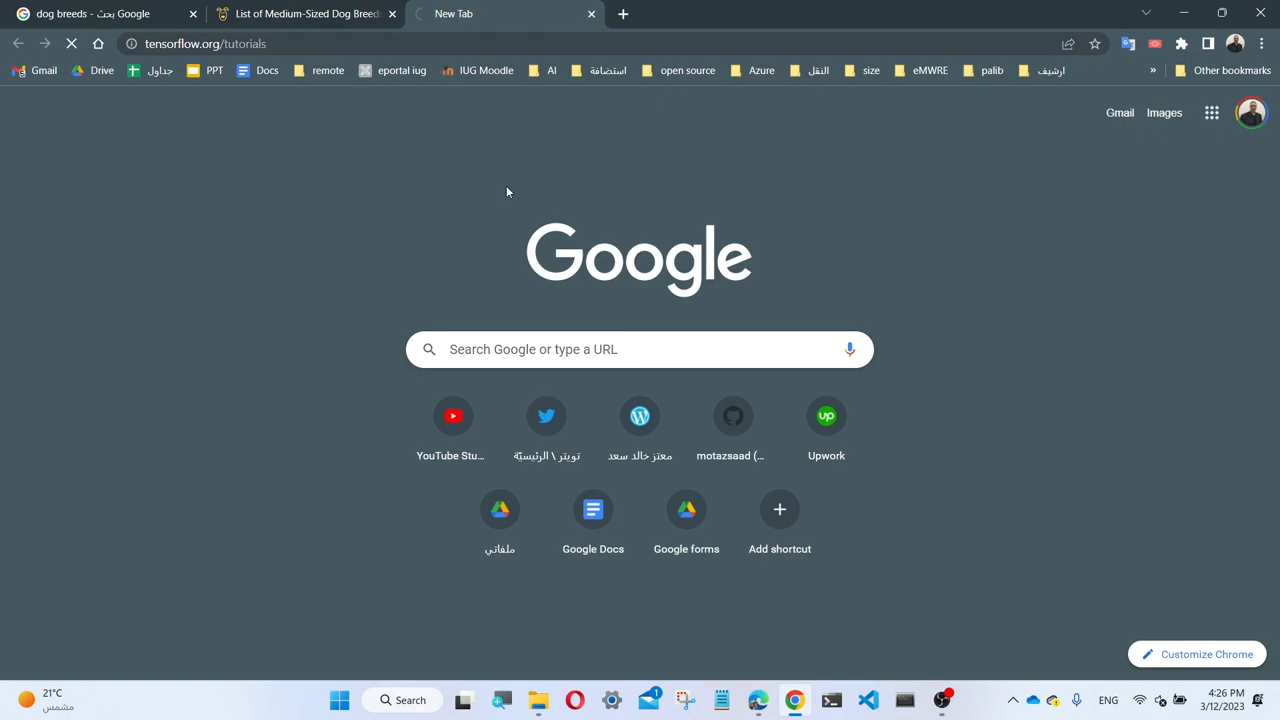 dog breeds - بحث Google
List of Medium-Sized Dog Breeds
New Tab
tensorflow.org/tutorials
Gmail
Drive
جداول
PPT
Docs
remote
eportal iug
IUG Moodle
AI
استضافة
open source
Azure
النقل
size
eMWRE
palib
ارشيف
»
Other bookmarks
Gmail
Images
Google
Search Google or type a URL
YouTube Stu...
تويتر \ الرئيسيّة
معتز خالد سعد
motazsaad (...
up
Upwork
ملفاتي
Google Docs
Google forms
Add shortcut
Customize Chrome
21°C
مشمس
Search
1
ENG
4:26 PM
3/12/2023